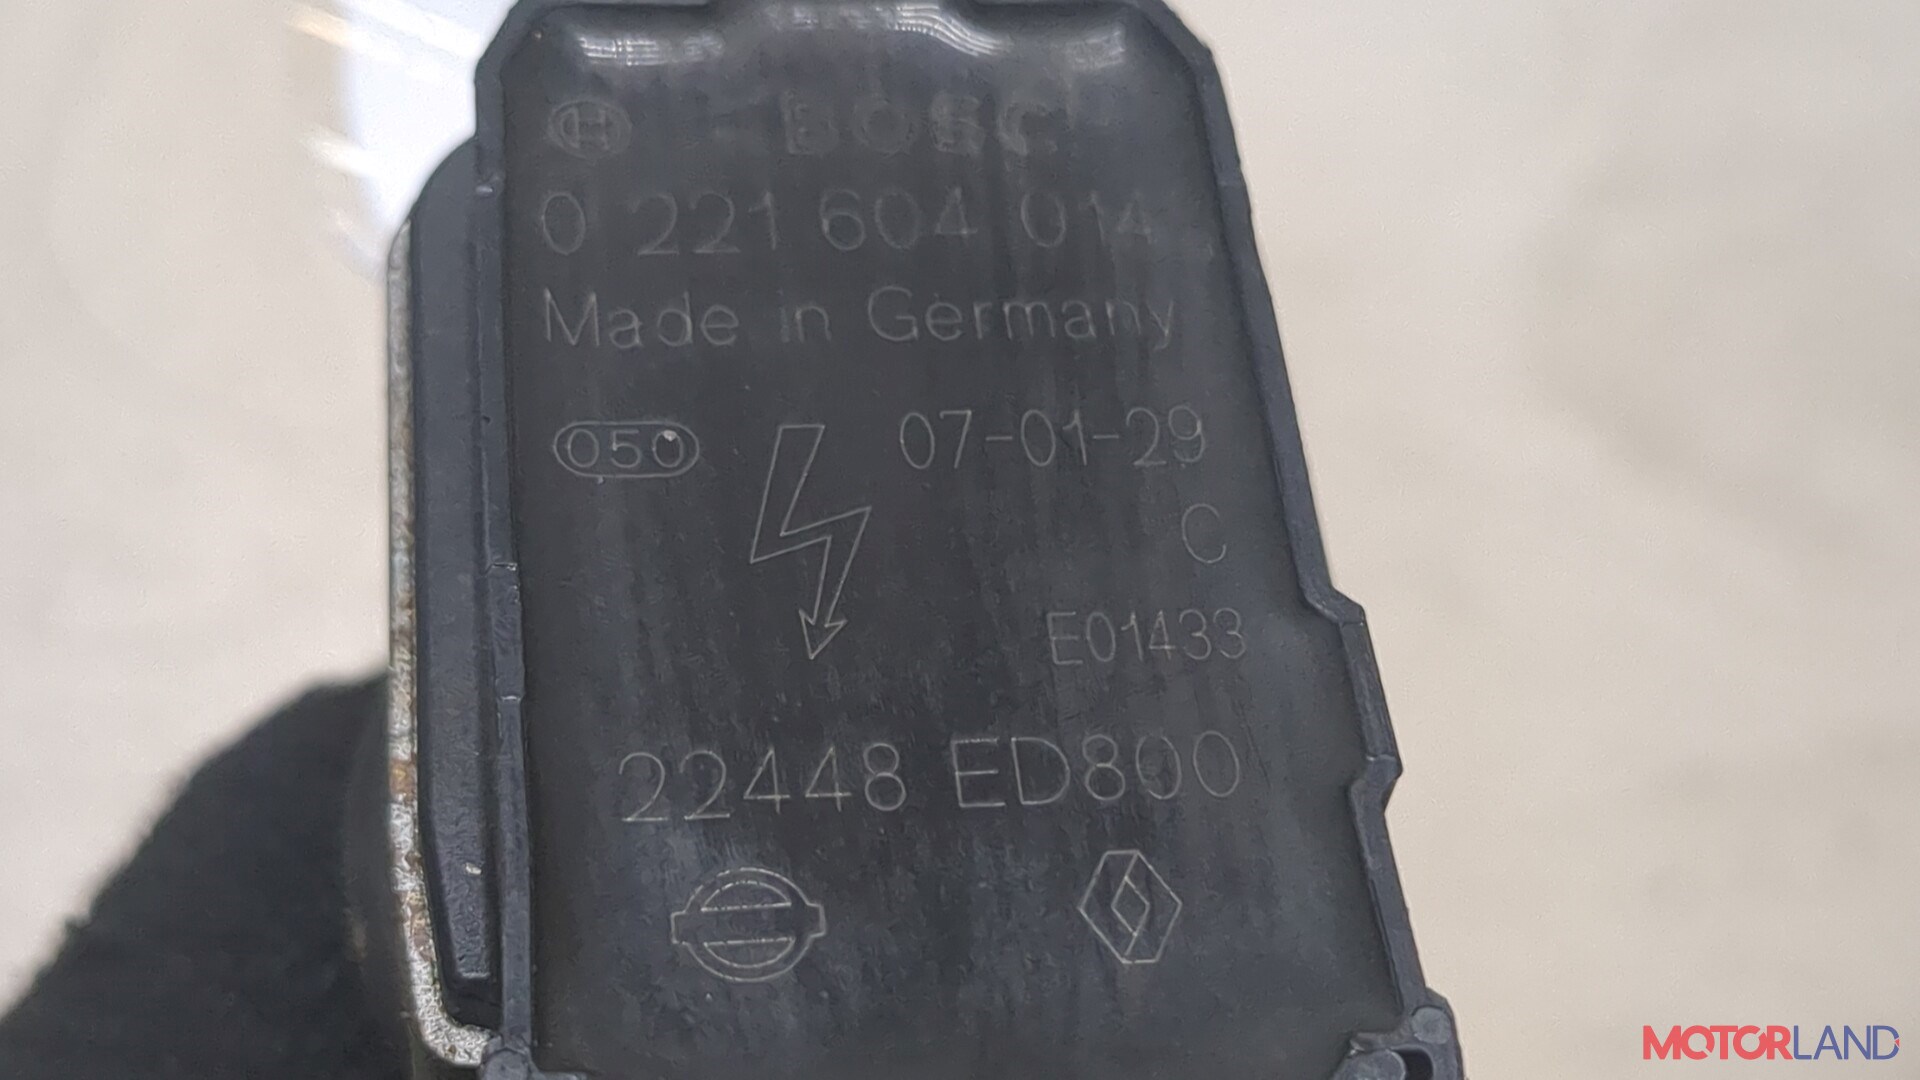 BOSCH
0 221 604 014
Made in Germany
050
07-01-29
C
E01433
22448 ED800
MOTORLAND